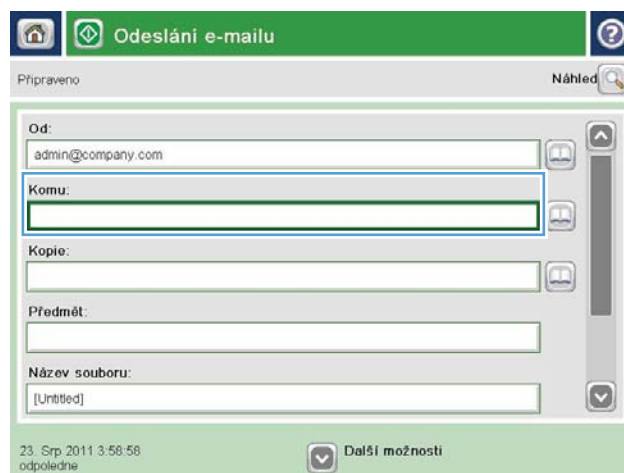 Odeslání e-mailu
Připraveno
Náhled
Od:
admin@company.com
Komu:
Kopie:
Předmět:
Název souboru:
[Untitled]
23. Srp 2011 3:58:58
odpoledne
Další možnosti